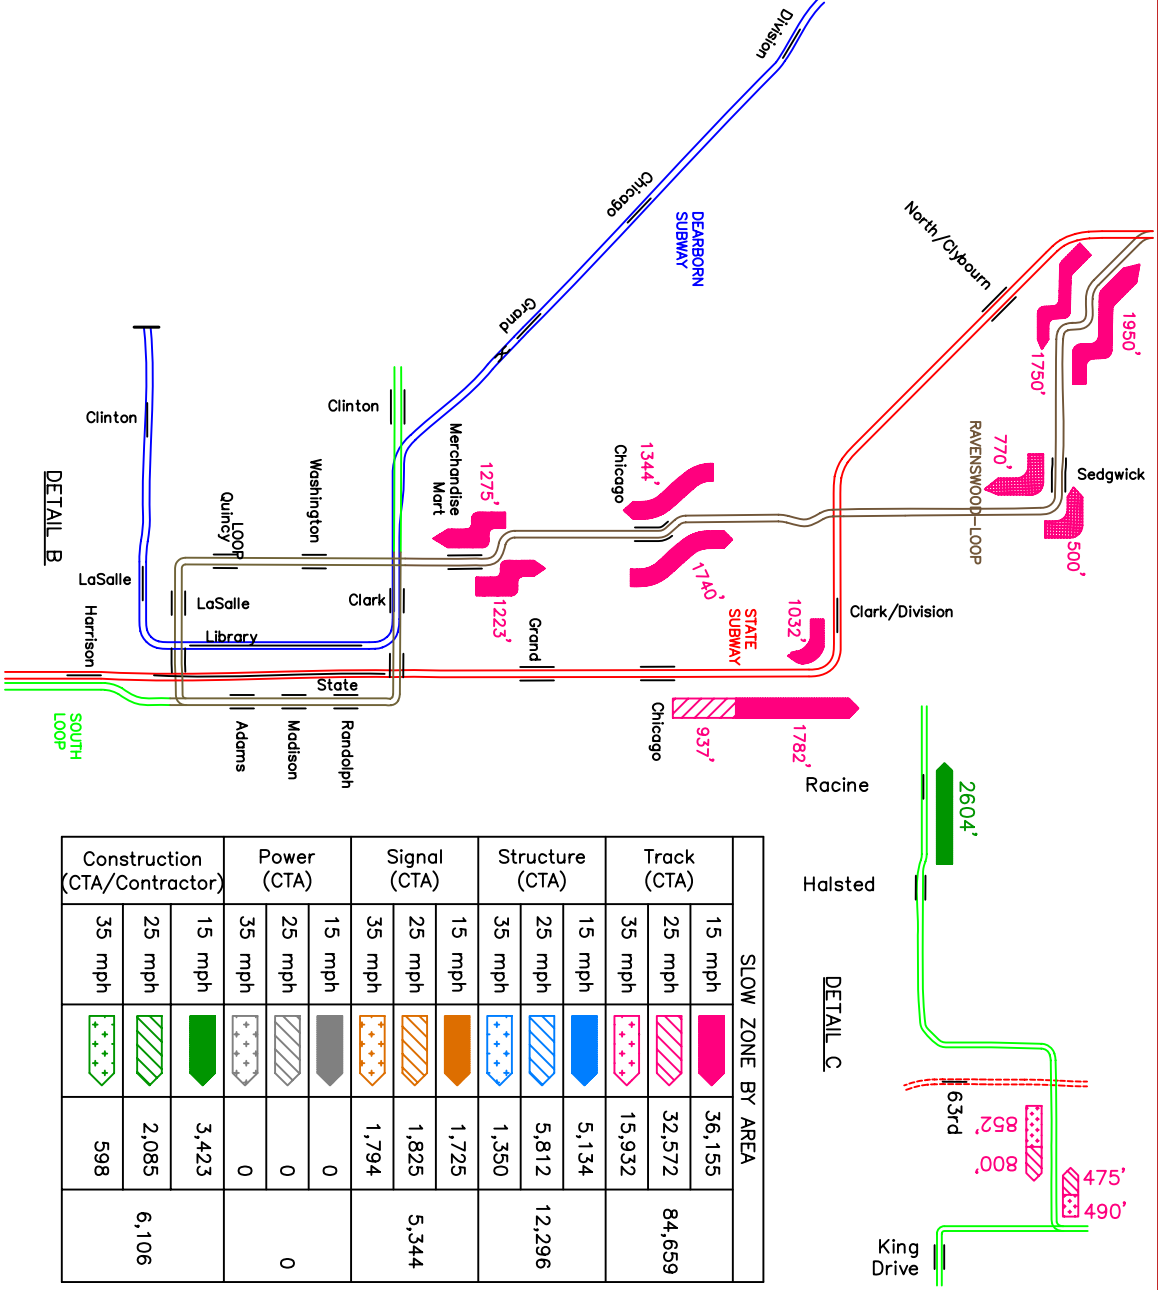 Division
Chicago
DEARBORN
SUBWAY
Grand
North/Clybourn
1950'
1750'
Sedgwick
770'
500'
RAVENSWOOD-LOOP
1344'
Chicago
1740'
Merchandise
Mart
1275'
1223'
Clinton
Clinton
Washington
Quincy
LOOP
DETAIL B
LaSalle
LaSalle
Clark
Library
Harrison
State
Grand
STATE
SUBWAY
1032'
Clark/Division
Chicago
937'
1782'
SOUTH
LOOP
Adams
Madison
Randolph
Racine
2604'
Halsted
DETAIL C
63rd
852'
800'
475'
490'
King
Drive
SLOW ZONE BY AREA
Track
(CTA)
15 mph 36,155
25 mph 32,572
35 mph 15,932
84,659
Structure
(CTA)
15 mph 5,134
25 mph 5,812
35 mph 1,350
12,296
Signal
(CTA)
15 mph 1,725
25 mph 1,825
35 mph 1,794
5,344
Power
(CTA)
15 mph 0
25 mph 0
35 mph 0
0
Construction
(CTA/Contractor)
15 mph 3,423
25 mph 2,085
35 mph 598
6,106